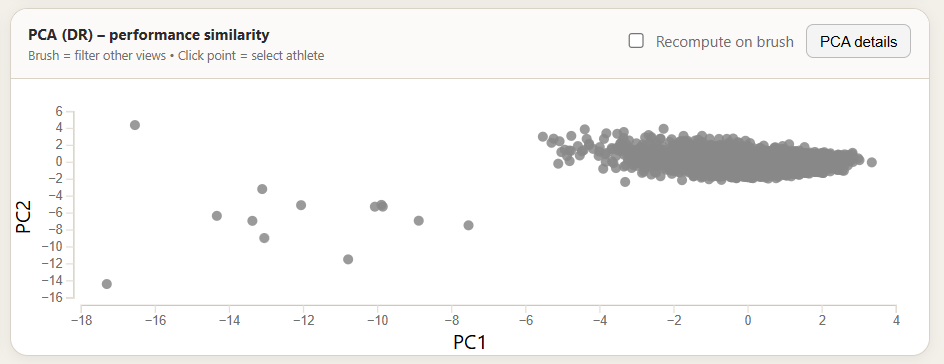 PCA (DR) – performance similarity
Brush = filter other views • Click point = select athlete
Recompute on brush
PCA details
6
4
2
0
−2
−4
−6
−8
−10
−12
−14
−16
PC2
−18 −16 −14 −12 −10 −8 −6 −4 −2 0 2 4
PC1